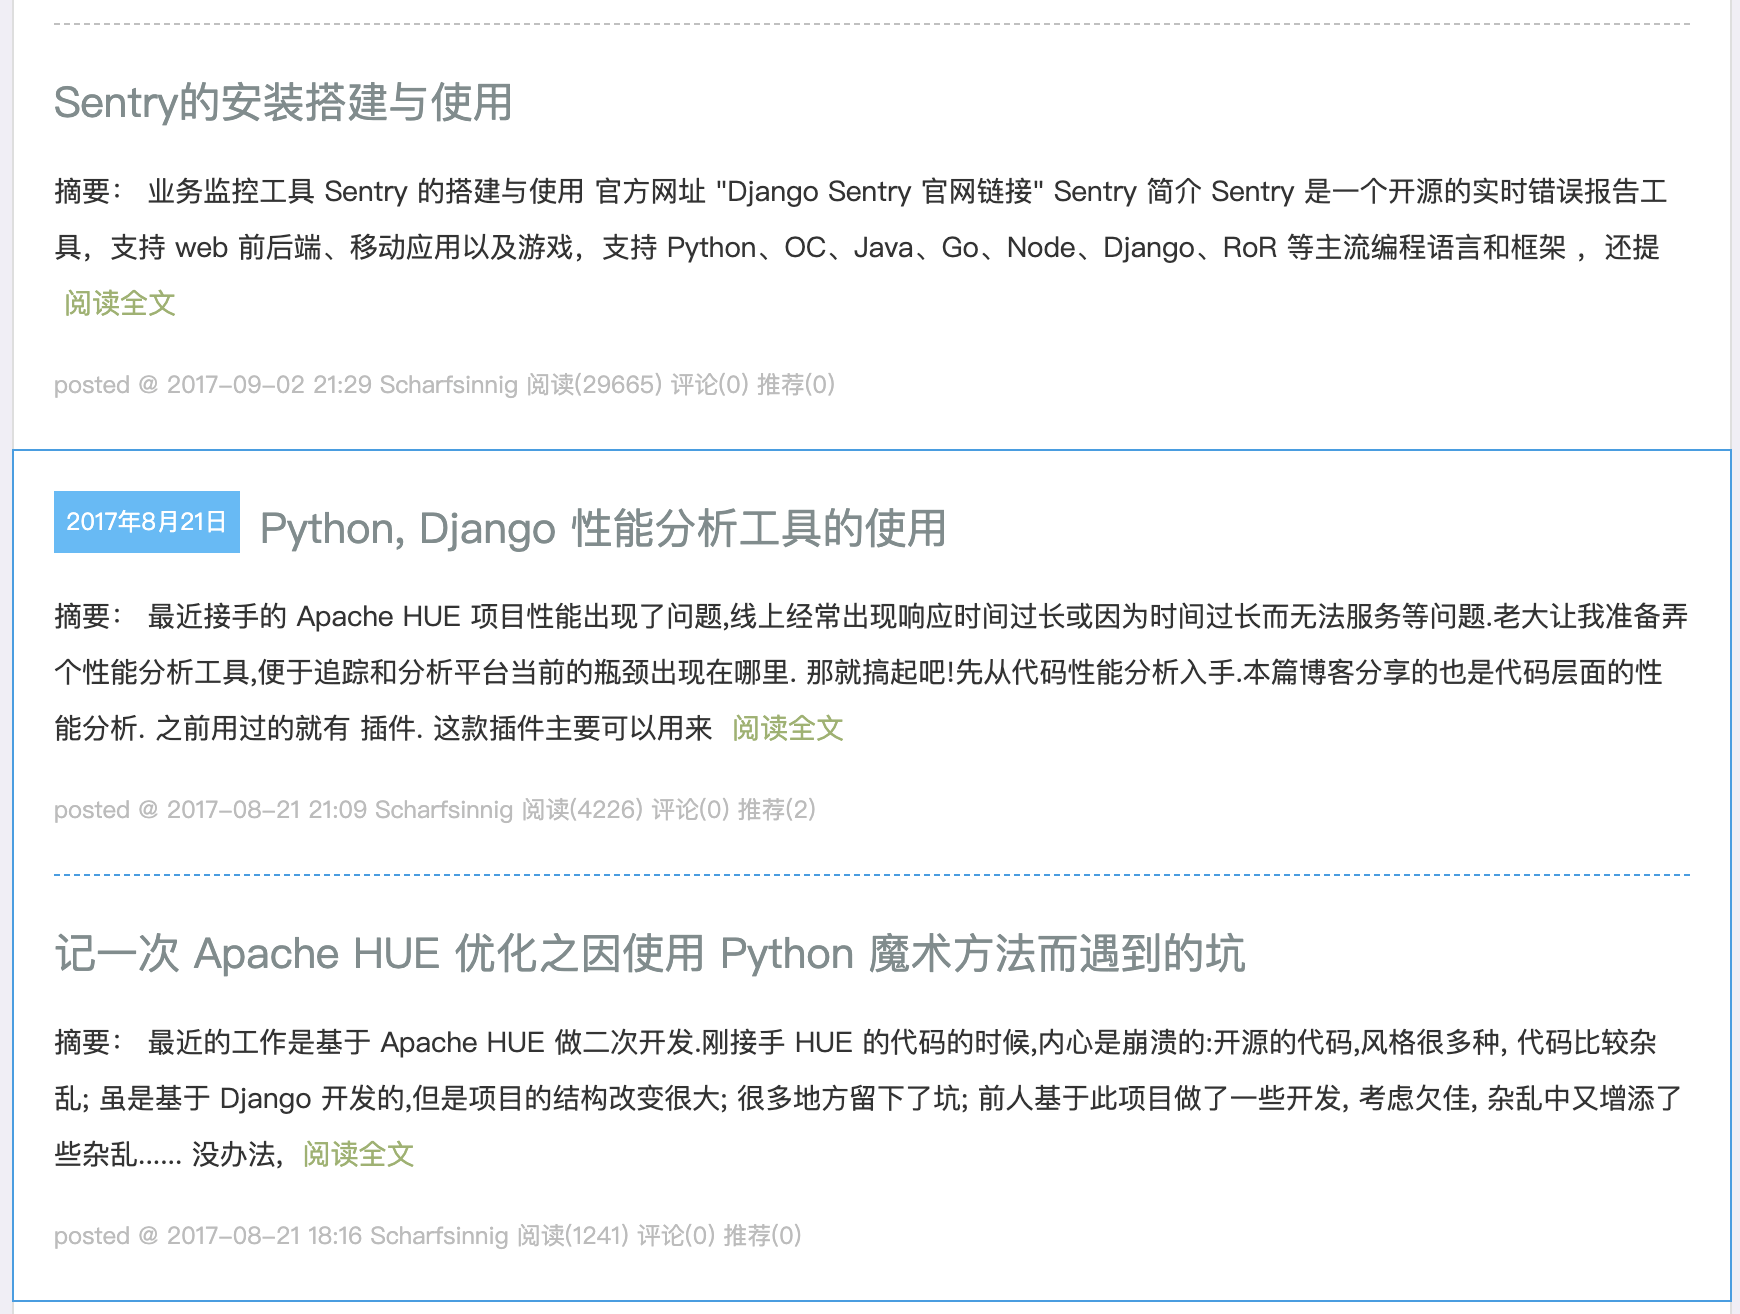 Sentry的安装搭建与使用
摘要： 业务监控工具 Sentry 的搭建与使用 官方网址 "Django Sentry 官网链接" Sentry 简介 Sentry 是一个开源的实时错误报告工
具，支持 web 前后端、移动应用以及游戏，支持 Python、OC、Java、Go、Node、Django、RoR 等主流编程语言和框架 ，还提
阅读全文
posted @ 2017-09-02 21:29 Scharfsinnig 阅读(29665) 评论(0) 推荐(0)
2017年8月21日 Python, Django 性能分析工具的使用
摘要： 最近接手的 Apache HUE 项目性能出现了问题,线上经常出现响应时间过长或因为时间过长而无法服务等问题.老大让我准备弄
个性能分析工具,便于追踪和分析平台当前的瓶颈出现在哪里. 那就搞起吧!先从代码性能分析入手.本篇博客分享的也是代码层面的性
能分析. 之前用过的就有 插件. 这款插件主要可以用来 阅读全文
posted @ 2017-08-21 21:09 Scharfsinnig 阅读(4226) 评论(0) 推荐(2)
记一次 Apache HUE 优化之因使用 Python 魔术方法而遇到的坑
摘要： 最近的工作是基于 Apache HUE 做二次开发.刚接手 HUE 的代码的时候,内心是崩溃的:开源的代码,风格很多种, 代码比较杂
乱; 虽是基于 Django 开发的,但是项目的结构改变很大; 很多地方留下了坑; 前人基于此项目做了一些开发, 考虑欠佳, 杂乱中又增添了
些杂乱...... 没办法, 阅读全文
posted @ 2017-08-21 18:16 Scharfsinnig 阅读(1241) 评论(0) 推荐(0)